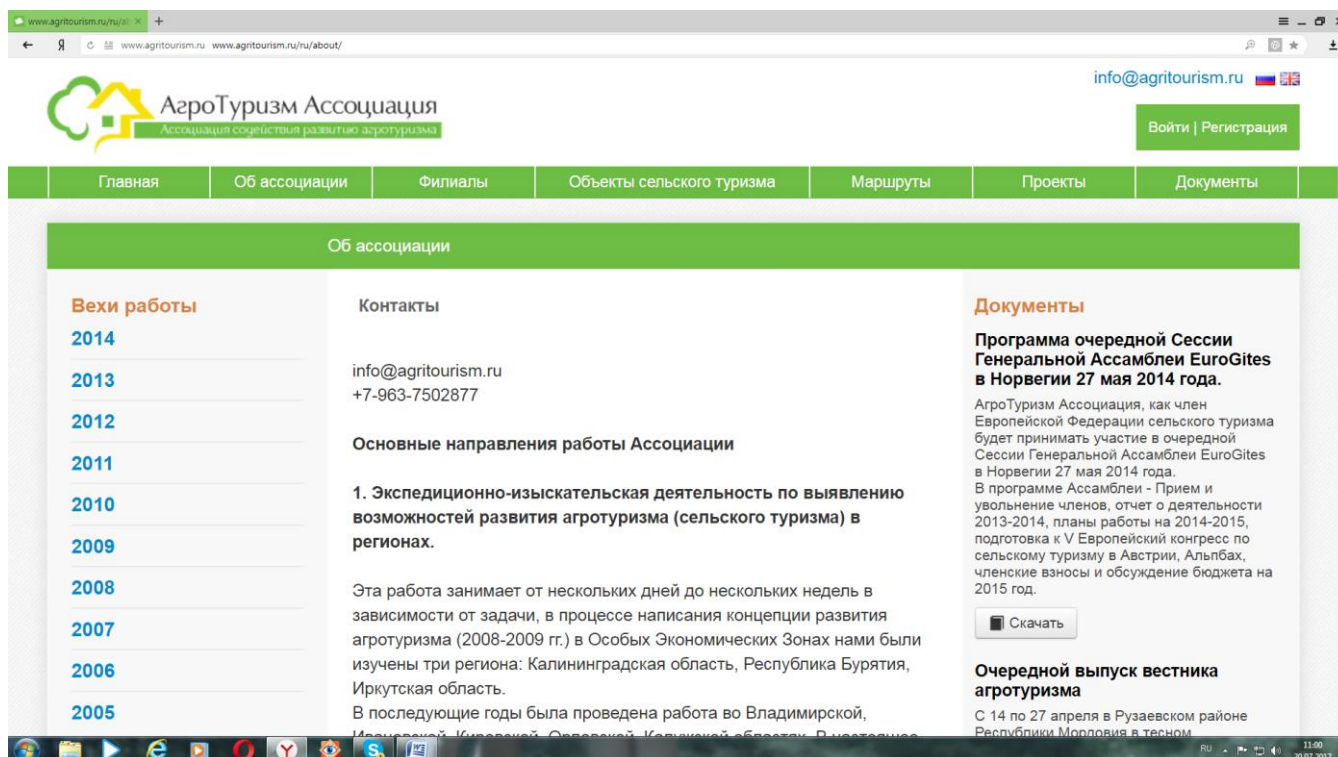 www.agritourism.ru/ru/ab
www.agritourism.ru www.agritourism.ru/ru/about/
info@agritourism.ru
АгроТуризм Ассоциация
Ассоциация содействия развитию агротуризма
Войти | Регистрация
Главная Об ассоциации Филиалы Объекты сельского туризма Маршруты Проекты Документы
Об ассоциации
Вехи работы
2014
2013
2012
2011
2010
2009
2008
2007
2006
2005
Контакты
info@agritourism.ru
+7-963-7502877
Основные направления работы Ассоциации
1. Экспедиционно-изыскательская деятельность по выявлению
возможностей развития агротуризма (сельского туризма) в
регионах.
Эта работа занимает от нескольких дней до нескольких недель в
зависимости от задачи, в процессе написания концепции развития
агротуризма (2008-2009 гг.) в Особых Экономических Зонах нами были
изучены три региона: Калининградская область, Республика Бурятия,
Иркутская область.
В последующие годы была проведена работа во Владимирской,
Ивановской, Кировской, Орловской, Калужской областях. В настоящее
Документы
Программа очередной Сессии
Генеральной Ассамблеи EuroGites
в Норвегии 27 мая 2014 года.
АгроТуризм Ассоциация, как член
Европейской Федерации сельского туризма
будет принимать участие в очередной
Сессии Генеральной Ассамблеи EuroGites
в Норвегии 27 мая 2014 года.
В программе Ассамблеи - Прием и
увольнение членов, отчет о деятельности
2013-2014, планы работы на 2014-2015,
подготовка к V Европейский конгресс по
сельскому туризму в Австрии, Альпбах,
членские взносы и обсуждение бюджета на
2015 год.
Скачать
Очередной выпуск вестника
агротуризма
С 14 по 27 апреля в Рузаевском районе
Республики Мордовия в тесном
RU
11:00
20.07.2017